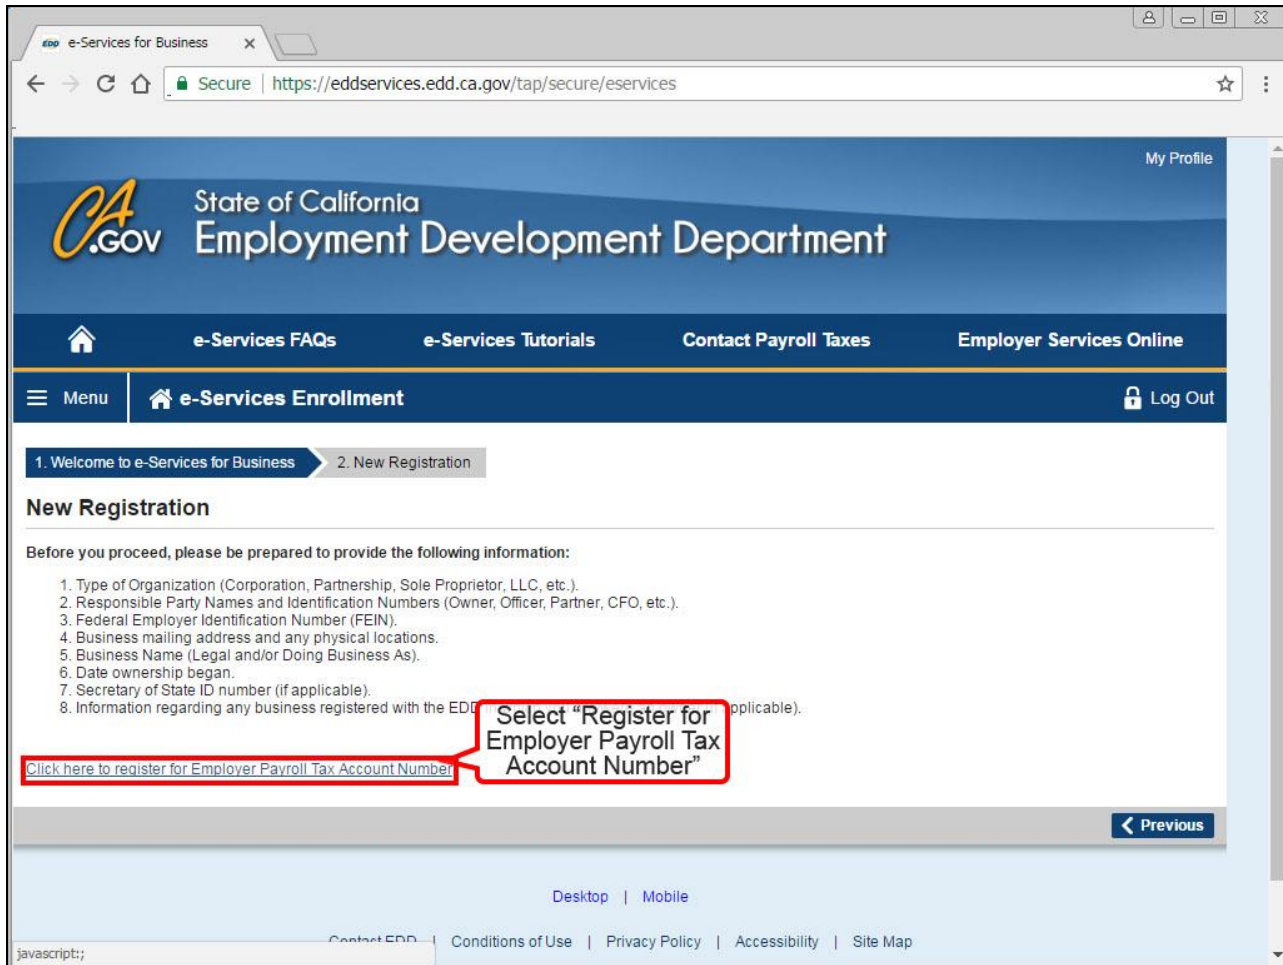 EDD e-Services for Business
Secure | https://eddservices.edd.ca.gov/tap/secure/eservices
My Profile
CA.GOV
State of California
Employment Development Department
e-Services FAQs e-Services Tutorials Contact Payroll Taxes Employer Services Online
Menu e-Services Enrollment Log Out
1. Welcome to e-Services for Business 2. New Registration
New Registration
Before you proceed, please be prepared to provide the following information:
1. Type of Organization (Corporation, Partnership, Sole Proprietor, LLC, etc.).
2. Responsible Party Names and Identification Numbers (Owner, Officer, Partner, CFO, etc.).
3. Federal Employer Identification Number (FEIN).
4. Business mailing address and any physical locations.
5. Business Name (Legal and/or Doing Business As).
6. Date ownership began.
7. Secretary of State ID number (if applicable).
8. Information regarding any business registered with the EDD applicable).
Select “Register for
Employer Payroll Tax
Account Number”
Click here to register for Employer Payroll Tax Account Number
Previous
Desktop | Mobile
Contact EDD | Conditions of Use | Privacy Policy | Accessibility | Site Map
javascript:;